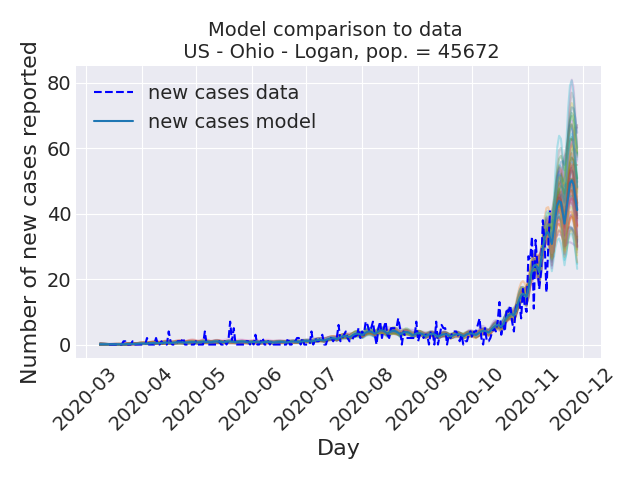 Model comparison to data
US - Ohio - Logan, pop. = 45672
Number of new cases reported
80
60
40
20
0
new cases data
new cases model
2020-03
2020-04
2020-05
2020-06
2020-07
2020-08
2020-09
2020-10
2020-11
2020-12
Day